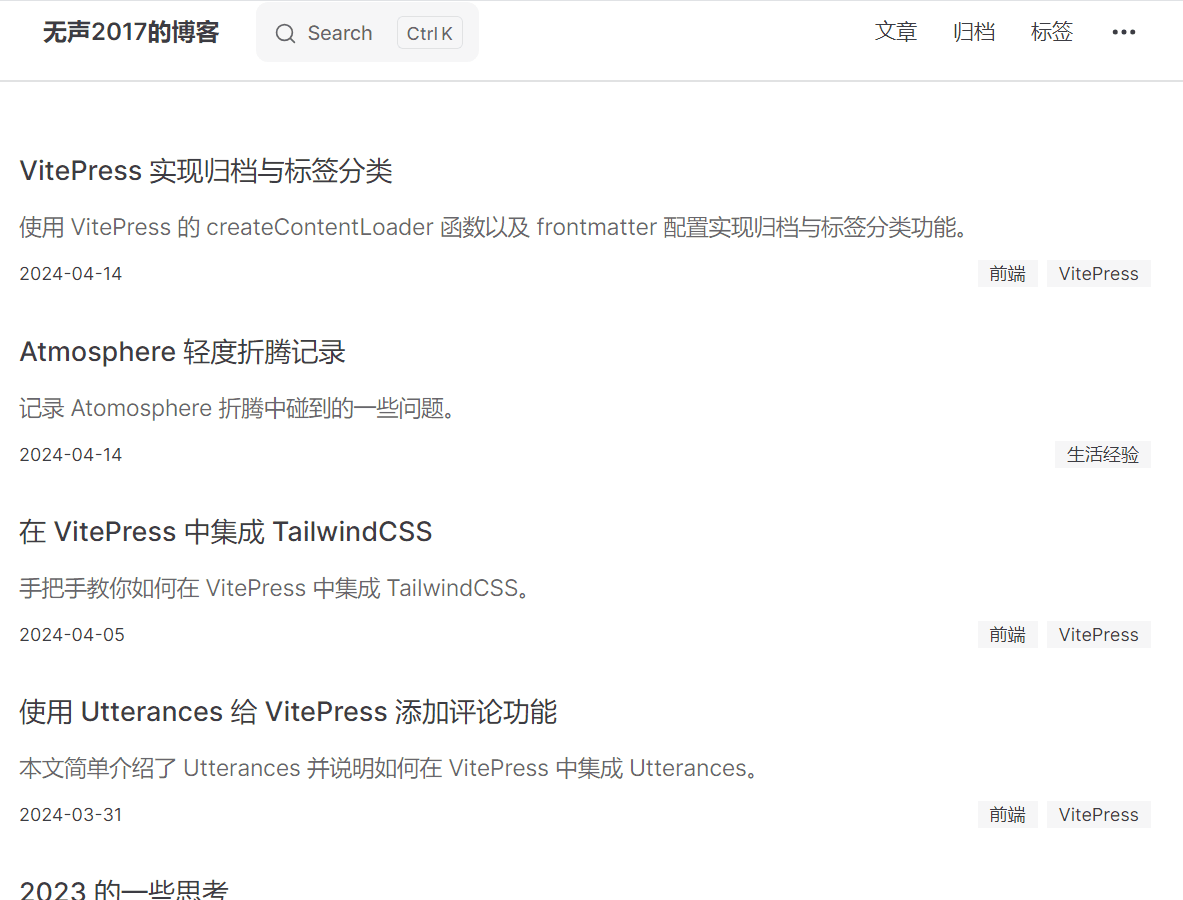 无声2017的博客 Search Ctrl K 文章 归档 标签
VitePress 实现归档与标签分类
使用 VitePress 的 createContentLoader 函数以及 frontmatter 配置实现归档与标签分类功能。
2024-04-14 前端 VitePress
Atmosphere 轻度折腾记录
记录 Atomosphere 折腾中碰到的一些问题。
2024-04-14 生活经验
在 VitePress 中集成 TailwindCSS
手把手教你如何在 VitePress 中集成 TailwindCSS。
2024-04-05 前端 VitePress
使用 Utterances 给 VitePress 添加评论功能
本文简单介绍了 Utterances 并说明如何在 VitePress 中集成 Utterances。
2024-03-31 前端 VitePress
2023 的一些思考